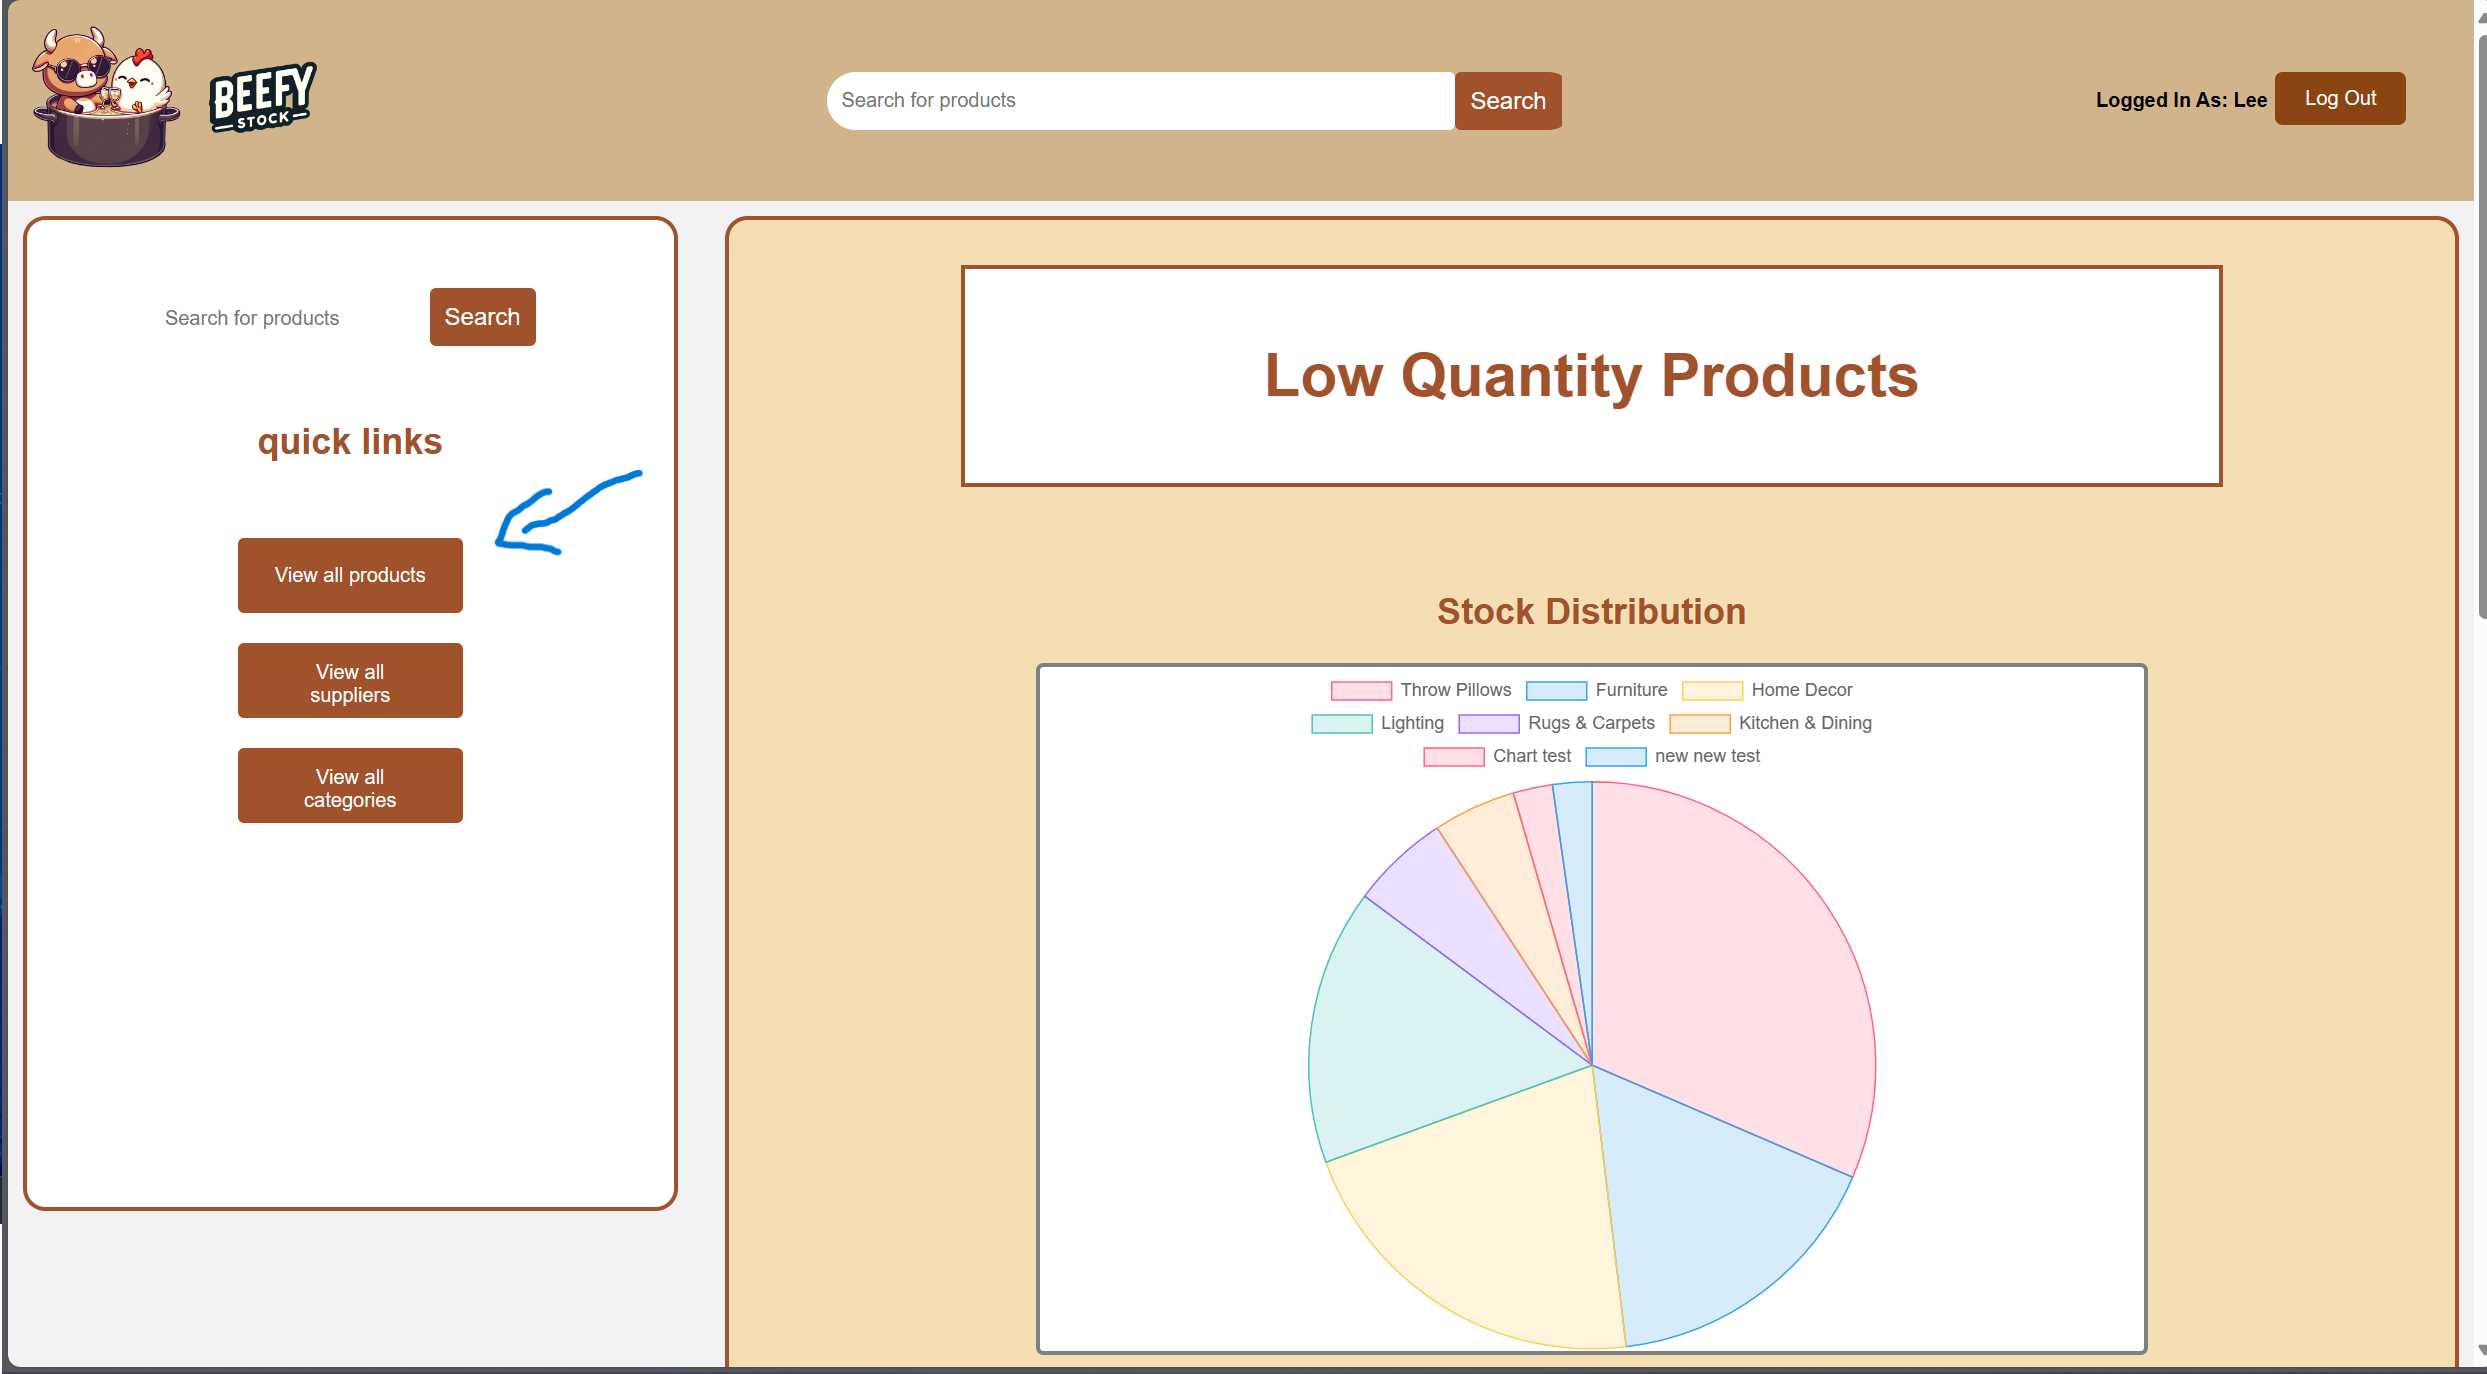 BEEFY
STOCK
Search for products
Search
Logged In As: Lee
Log Out
Search for products
Search
quick links
View all products
View all
suppliers
View all
categories
Low Quantity Products
Stock Distribution
Throw Pillows Furniture Home Decor
Lighting Rugs & Carpets Kitchen & Dining
Chart test new new test